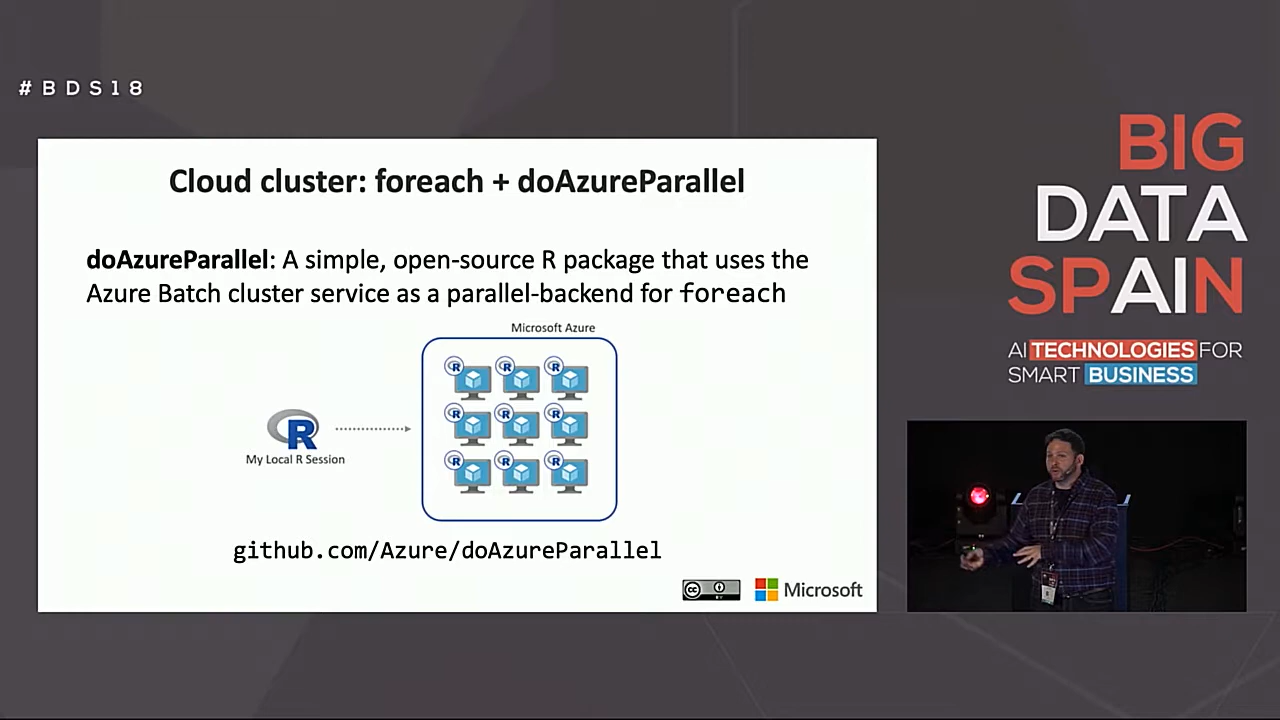 #BDS18
Cloud cluster: foreach + doAzureParallel
doAzureParallel: A simple, open-source R package that uses the
Azure Batch cluster service as a parallel-backend for foreach
Microsoft Azure
R R R
R R R
R R R
R
My Local R Session
github.com/Azure/doAzureParallel
cc BY
Microsoft
BIG
DATA
SPAIN
AI TECHNOLOGIES FOR
SMART BUSINESS